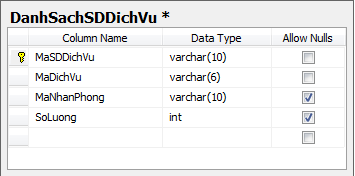 DanhSachSDDichVu *
Column Name Data Type Allow Nulls
MaSDDichVu varchar(10)
MaDichVu varchar(6)
MaNhanPhong varchar(10)
SoLuong int